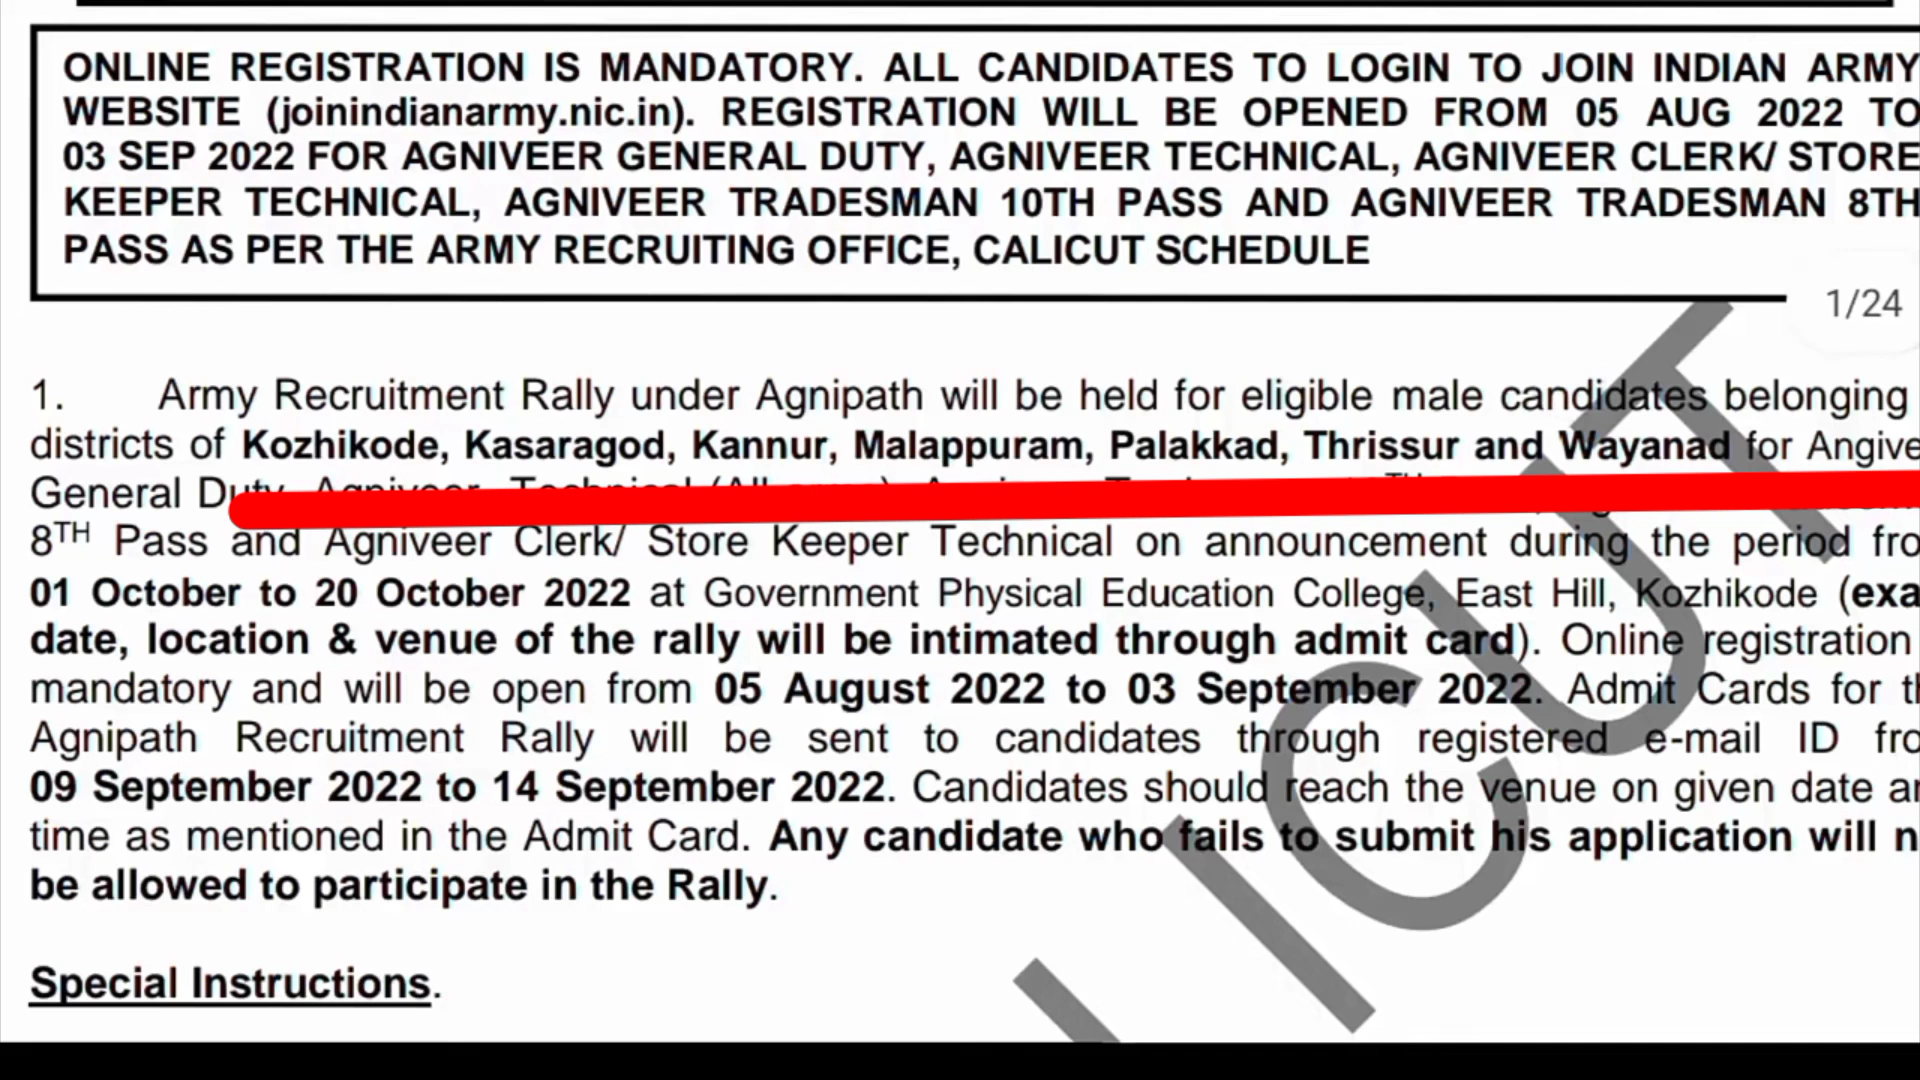 ONLINE REGISTRATION IS MANDATORY. ALL CANDIDATES TO LOGIN TO JOIN INDIAN ARMY
WEBSITE (joinindianarmy.nic.in). REGISTRATION WILL BE OPENED FROM 05 AUG 2022 TO
03 SEP 2022 FOR AGNIVEER GENERAL DUTY, AGNIVEER TECHNICAL, AGNIVEER CLERK/ STORE
KEEPER TECHNICAL, AGNIVEER TRADESMAN 10TH PASS AND AGNIVEER TRADESMAN 8TH
PASS AS PER THE ARMY RECRUITING OFFICE, CALICUT SCHEDULE
1/24
1. Army Recruitment Rally under Agnipath will be held for eligible male candidates belonging
districts of Kozhikode, Kasaragod, Kannur, Malappuram, Palakkad, Thrissur and Wayanad for Angive
General Duty, Agniveer Technical
8TH Pass and Agniveer Clerk/ Store Keeper Technical on announcement during the period fro
01 October to 20 October 2022 at Government Physical Education College, East Hill, Kozhikode (exa
date, location & venue of the rally will be intimated through admit card). Online registration
mandatory and will be open from 05 August 2022 to 03 September 2022. Admit Cards for th
Agnipath Recruitment Rally will be sent to candidates through registered e-mail ID fro
09 September 2022 to 14 September 2022. Candidates should reach the venue on given date an
time as mentioned in the Admit Card. Any candidate who fails to submit his application will n
be allowed to participate in the Rally.
Special Instructions.
ICUT